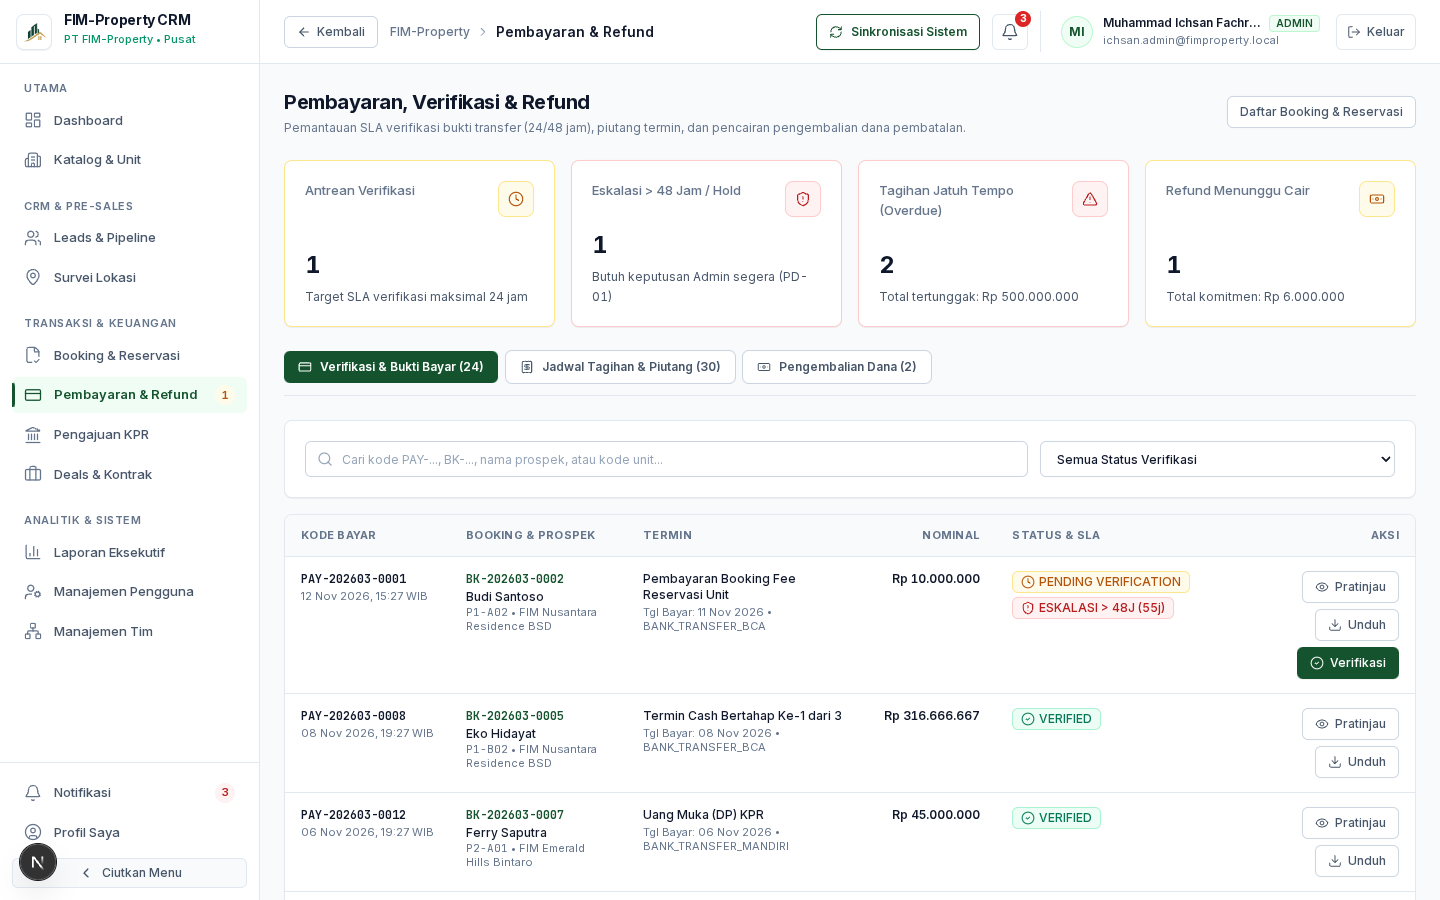 FIM-Property CRM
PT FIM-Property • Pusat
Kembali
FIM-Property
Pembayaran & Refund
Sinkronisasi Sistem
3
MI
Muhammad Ichsan Fachr...
ADMIN
ichsan.admin@fimproperty.local
Keluar
UTAMA
Dashboard
Katalog & Unit
CRM & PRE-SALES
Leads & Pipeline
Survei Lokasi
TRANSAKSI & KEUANGAN
Booking & Reservasi
Pembayaran & Refund
1
Pengajuan KPR
Deals & Kontrak
ANALITIK & SISTEM
Laporan Eksekutif
Manajemen Pengguna
Manajemen Tim
Notifikasi
3
Profil Saya
N
Ciutkan Menu
Pembayaran, Verifikasi & Refund
Pemantauan SLA verifikasi bukti transfer (24/48 jam), piutang termin, dan pencairan pengembalian dana pembatalan.
Daftar Booking & Reservasi
Antrean Verifikasi
1
Target SLA verifikasi maksimal 24 jam
Eskalasi > 48 Jam / Hold
1
Butuh keputusan Admin segera (PD-
01)
Tagihan Jatuh Tempo
(Overdue)
2
Total tertunggak: Rp 500.000.000
Refund Menunggu Cair
1
Total komitmen: Rp 6.000.000
Verifikasi & Bukti Bayar (24)
Jadwal Tagihan & Piutang (30)
Pengembalian Dana (2)
Cari kode PAY-..., BK-..., nama prospek, atau kode unit...
Semua Status Verifikasi
KODE BAYAR
BOOKING & PROSPEK
TERMIN
NOMINAL
STATUS & SLA
AKSI
PAY-202603-0001
12 Nov 2026, 15:27 WIB
BK-202603-0002
Budi Santoso
P1-A02 • FIM Nusantara
Residence BSD
Pembayaran Booking Fee
Reservasi Unit
Tgl Bayar: 11 Nov 2026 •
BANK_TRANSFER_BCA
Rp 10.000.000
PENDING VERIFICATION
ESKALASI > 48J (55j)
Pratinjau
Unduh
Verifikasi
PAY-202603-0008
08 Nov 2026, 19:27 WIB
BK-202603-0005
Eko Hidayat
P1-B02 • FIM Nusantara
Residence BSD
Termin Cash Bertahap Ke-1 dari 3
Tgl Bayar: 08 Nov 2026 •
BANK_TRANSFER_BCA
Rp 316.666.667
VERIFIED
Pratinjau
Unduh
PAY-202603-0012
06 Nov 2026, 19:27 WIB
BK-202603-0007
Ferry Saputra
P2-A01 • FIM Emerald
Hills Bintaro
Uang Muka (DP) KPR
Tgl Bayar: 06 Nov 2026 •
BANK_TRANSFER_MANDIRI
Rp 45.000.000
VERIFIED
Pratinjau
Unduh